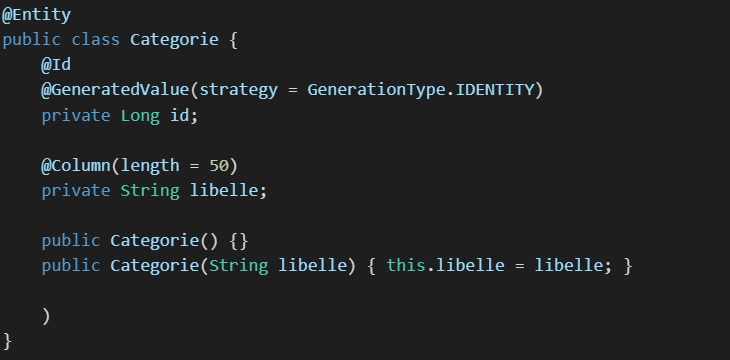 @Entity
public class Categorie {
    @Id
    @GeneratedValue(strategy = GenerationType.IDENTITY)
    private Long id;

    @Column(length = 50)
    private String libelle;

    public Categorie() {}
    public Categorie(String libelle) { this.libelle = libelle; }

    )
}